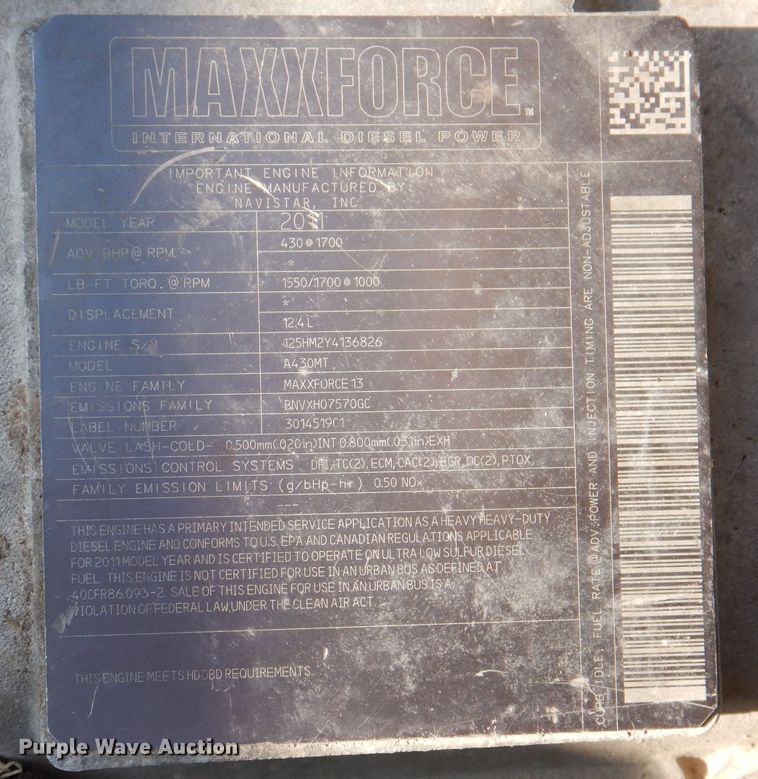 MAXXFORCE™
INTERNATIONAL DIESEL POWER
IMPORTANT ENGINE INFORMATION
ENGINE MANUFACTURED BY:
NAVISTAR, INC
MODEL YEAR 2011
ADV BHP@ RPM 430@1700
*
LB-FT TORQ.@ RPM 1550/1700@1000
*
DISPLACEMENT 12.4L
ENGINE S/N 125HM2Y4136826
MODEL A430MT
ENGINE FAMILY MAXXFORCE 13
EMISSIONS FAMILY BNVXH07570GC
LABEL NUMBER 3014519C1
VALVE LASH-COLD- 0.500mm(.020in)INT 0.800mm(.031in)EXH
EMISSIONS CONTROL SYSTEMS DFI,TC(2),ECM,CAC(2),EGR,OC(2),PTOX
FAMILY EMISSION LIMITS (g/bHp-hr) 0.50 NOx
---
THIS ENGINE HAS A PRIMARY INTENDED SERVICE APPLICATION AS A HEAVY HEAVY-DUTY
DIESEL ENGINE AND CONFORMS TO U.S. EPA AND CANADIAN REGULATIONS APPLICABLE
FOR 2011 MODEL YEAR AND IS CERTIFIED TO OPERATE ON ULTRA LOW SULFUR DIESEL
FUEL. THIS ENGINE IS NOT CERTIFIED FOR USE IN AN URBAN BUS AS DEFINED AT
40CFR86.093-2. SALE OF THIS ENGINE FOR USE IN AN URBAN BUS IS A
VIOLATION OF FEDERAL LAW,UNDER THE CLEAN AIR ACT.
THIS ENGINE MEETS HDOBD REQUIREMENTS.
CURB IDLE, FUEL RATE @ADV.POWER AND INJECTION TIMING ARE NON-ADJUSTABLE
Purple Wave Auction